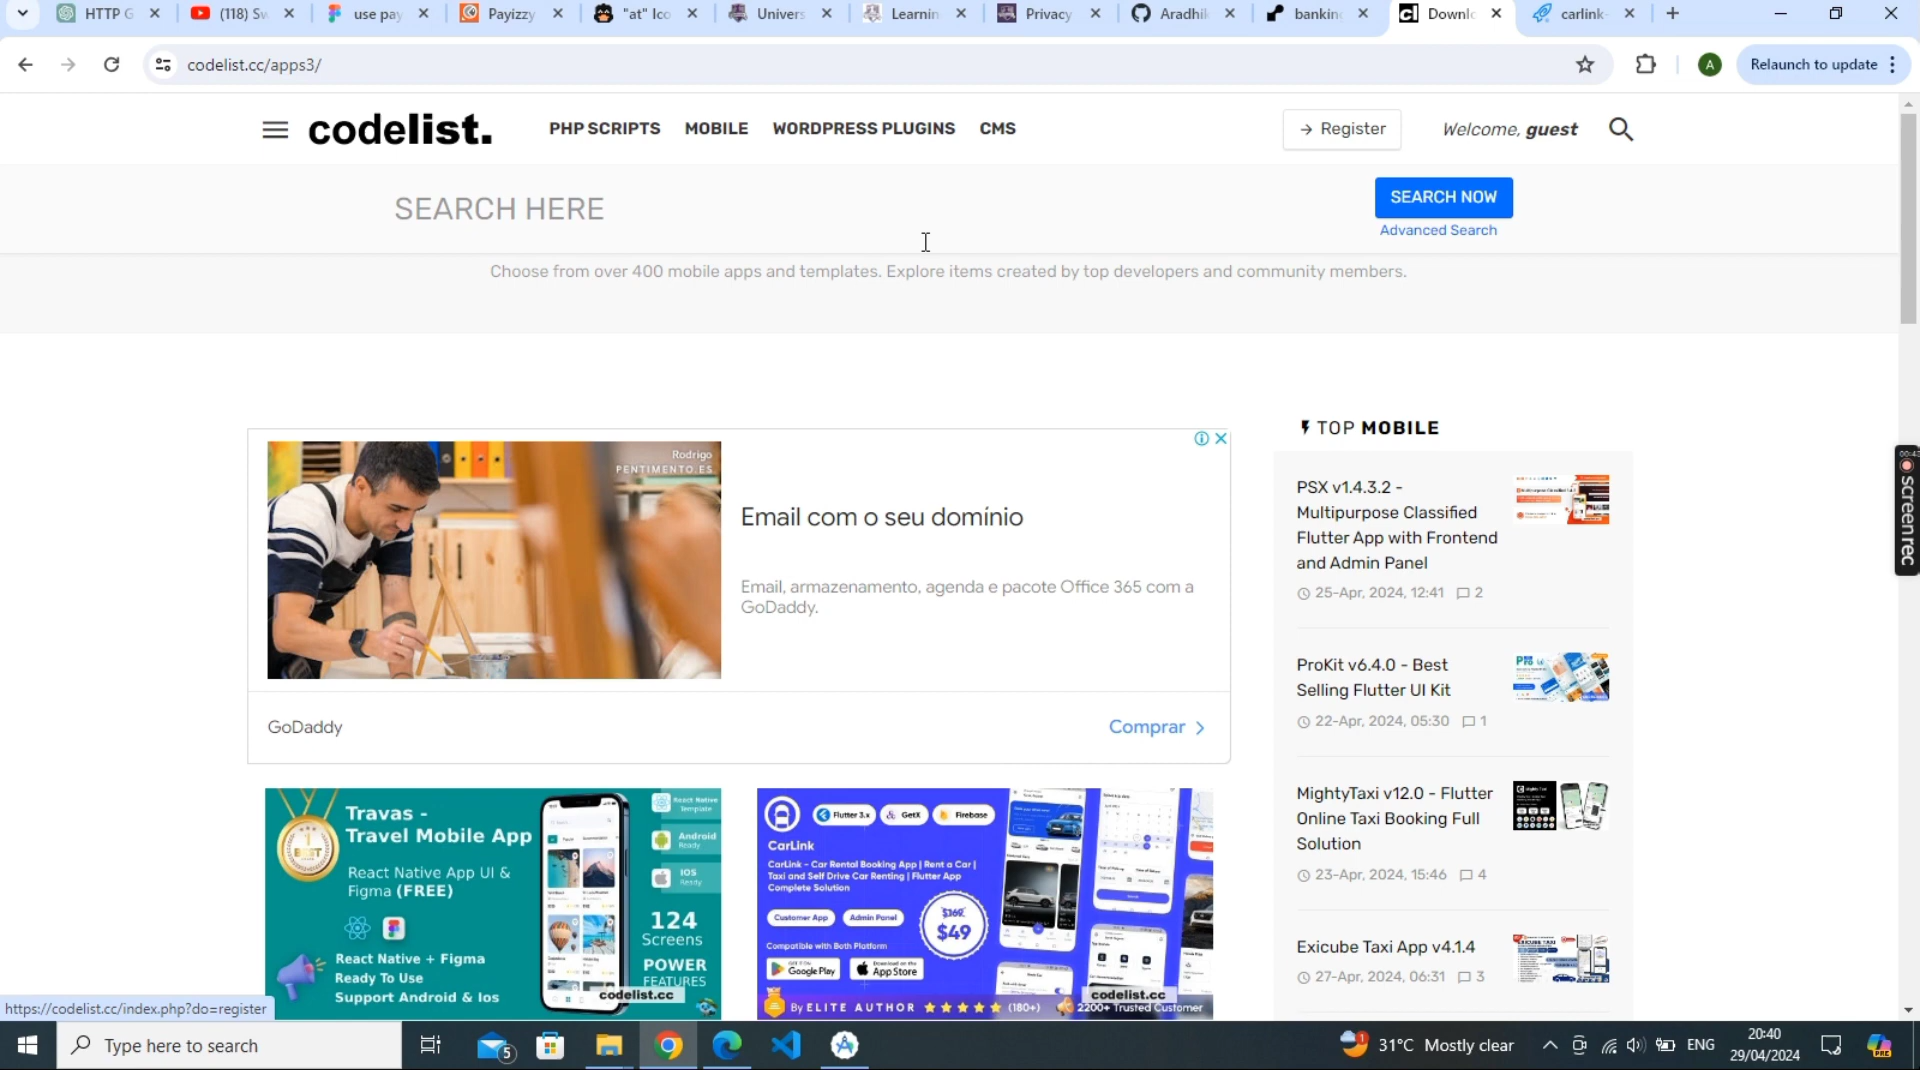 HTTP G
(118) Sw
use pay
Payizzy
"at" Ico
Univers
Learnin
Privacy
Aradhik
banking
Downlo
carlink
codelist.cc/apps3/
A
Relaunch to update
codelist.
PHP SCRIPTS
MOBILE
WORDPRESS PLUGINS
CMS
→ Register
Welcome, guest
SEARCH HERE
SEARCH NOW
Advanced Search
Choose from over 400 mobile apps and templates. Explore items created by top developers and community members.
Rodrigo
PENTIMENTO.ES
Email com o seu domínio
Email, armazenamento, agenda e pacote Office 365 com a
GoDaddy.
GoDaddy
Comprar
TOP MOBILE
PSX v1.4.3.2 -
Multipurpose Classified
Flutter App with Frontend
and Admin Panel
25-Apr, 2024, 12:41 2
ProKit v6.4.0 - Best
Selling Flutter UI Kit
22-Apr, 2024, 05:30 1
MightyTaxi v12.0 - Flutter
Online Taxi Booking Full
Solution
23-Apr, 2024, 15:46 4
Exicube Taxi App v4.1.4
27-Apr, 2024, 06:31 3
screenrec
Travas -
Travel Mobile App
React Native App UI &
Figma (FREE)
React Native + Figma
Ready To Use
Support Android & Ios
React Native
Template
Android
Ready
IOS
Ready
124
Screens
POWER
FEATURES
codelist.cc
Flutter 3.x
GetX
Firebase
CarLink
CarLink - Car Rental Booking App | Rent a Car |
Taxi and Self Drive Car Renting | Flutter App
Complete Solution
Customer App
Admin Panel
$369
$49
Compatible with Both Platform
GET IT ON
Google Play
Download on the
App Store
By ELITE AUTHOR
(180+)
2200+ Trusted Customer
codelist.cc
https://codelist.cc/index.php?do=register
Type here to search
5
31°C Mostly clear
ENG
20:40
29/04/2024
PRE